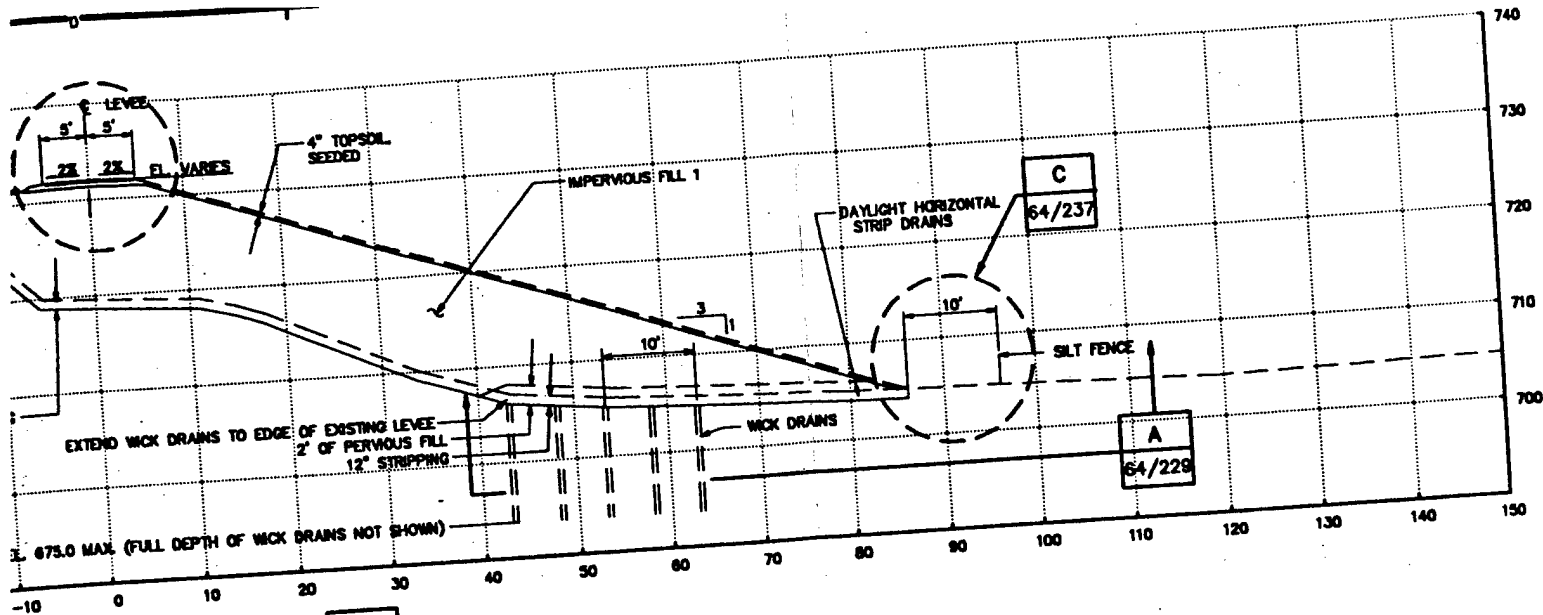 D
740
℄ LEVEE
5' 5'
2% 2% EL VARIES
4" TOPSOIL
SEEDED
730
IMPERVIOUS FILL 1
C
64/237
DAYLIGHT HORIZONTAL
STRIP DRAINS
720
10'
710
3
1
10'
SILT FENCE
700
EXTEND WICK DRAINS TO EDGE OF EXISTING LEVEE
2' OF PERVIOUS FILL
12" STRIPPING
WICK DRAINS
A
64/229
675.0 MAX (FULL DEPTH OF WICK DRAINS NOT SHOWN)
-10 0 10 20 30 40 50 60 70 80 90 100 110 120 130 140 150